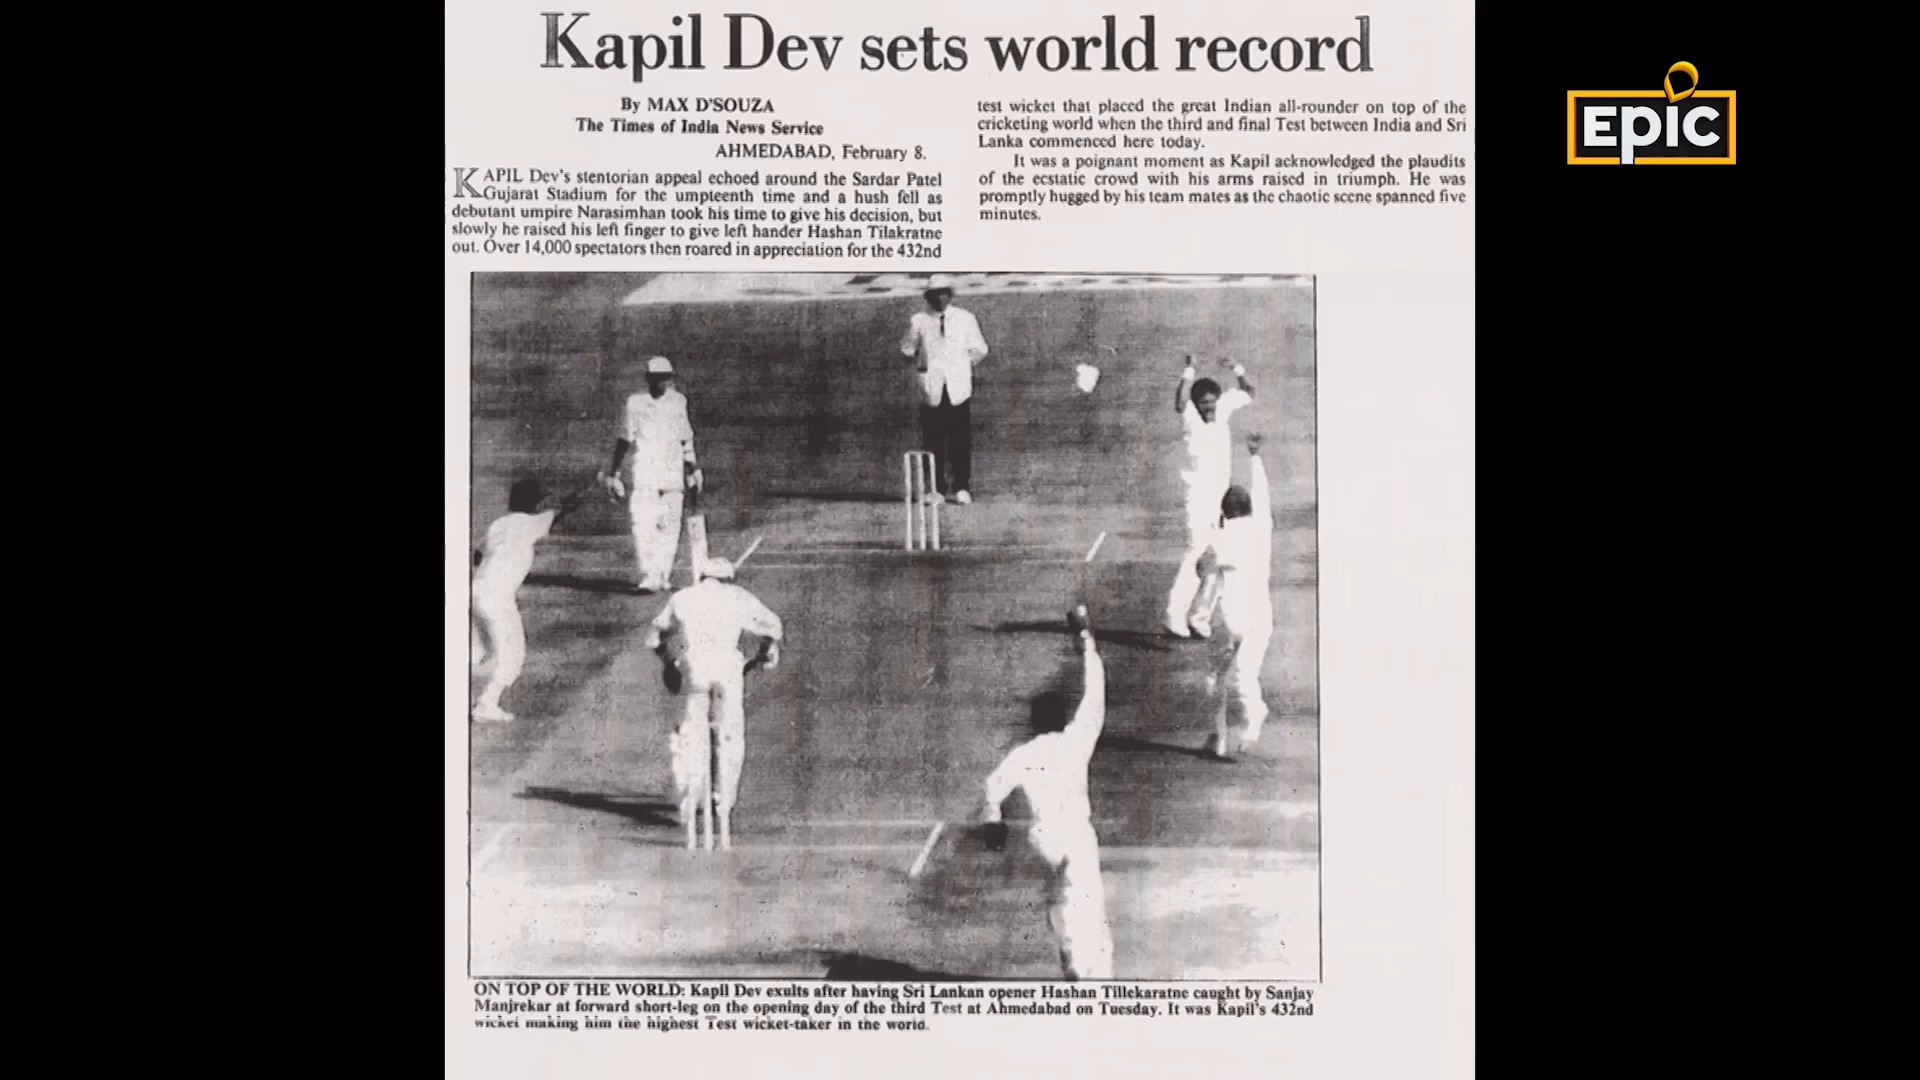 Kapil Dev sets world record
By MAX D'SOUZA
The Times of India News Service
AHMEDABAD, February 8.
KAPIL Dev's stentorian appeal echoed around the Sardar Patel
Gujarat Stadium for the umpteenth time and a hush fell as
debutant umpire Narasimhan took his time to give his decision, but
slowly he raised his left finger to give left hander Hashan Tilakratne
out. Over 14,000 spectators then roared in appreciation for the 432nd
test wicket that placed the great Indian all-rounder on top of the
cricketing world when the third and final Test between India and Sri
Lanka commenced here today.
It was a poignant moment as Kapil acknowledged the plaudits
of the ecstatic crowd with his arms raised in triumph. He was
promptly hugged by his team mates as the chaotic scene spanned five
minutes.
ON TOP OF THE WORLD: Kapil Dev exults after having Sri Lankan opener Hashan Tillekaratne caught by Sanjay
Manjrekar at forward short-leg on the opening day of the third Test at Ahmedabad on Tuesday. It was Kapil's 432nd
wicket making him the highest Test wicket-taker in the world.
EPIC